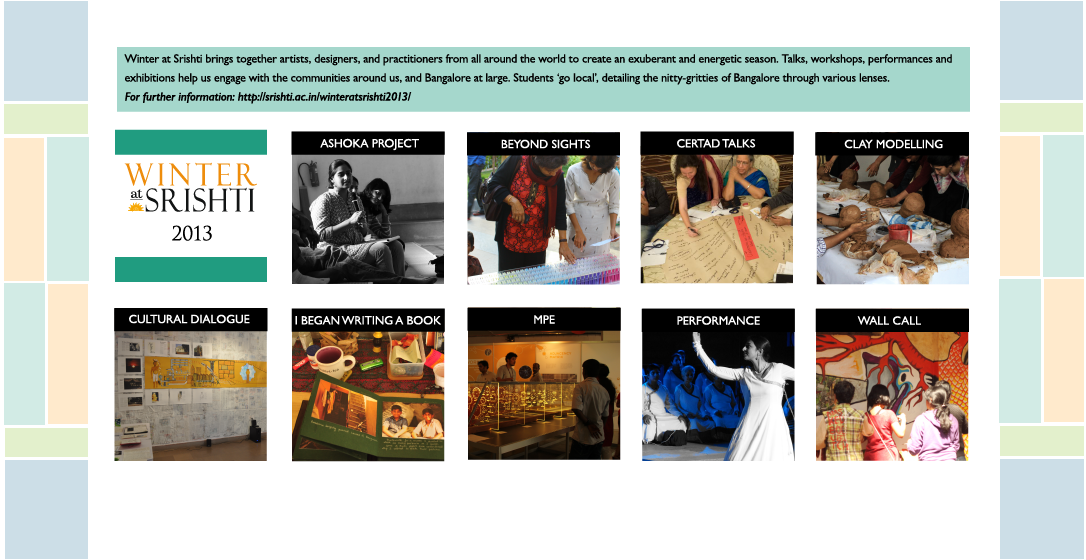 Winter at Srishti brings together artists, designers, and practitioners from all around the world to create an exuberant and energetic season. Talks, workshops, performances and
exhibitions help us engage with the communities around us, and Bangalore at large. Students ‘go local’, detailing the nitty-gritties of Bangalore through various lenses.
For further information: http://srishti.ac.in/winteratsrishti2013/
WINTER
at SRISHTI
2013
ASHOKA PROJECT
BEYOND SIGHTS
CERTAD TALKS
CLAY MODELLING
CULTURAL DIALOGUE
I BEGAN WRITING A BOOK
MPE
PERFORMANCE
WALL CALL